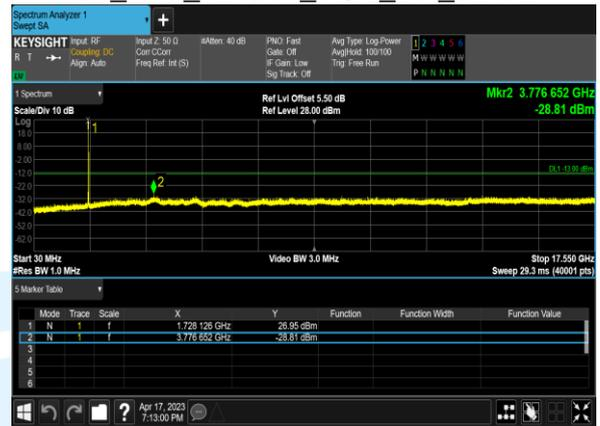 Spectrum Analyzer 1
Swept SA
KEYSIGHT Input: RF Input Z: 50 Ω #Atten: 40 dB PNO: Fast Avg Type: Log-Power 1 2 3 4 5 6
R T Coupling: DC Corr CCorr Gate: Off Avg|Hold: 100/100 M W W W W W
Align: Auto Freq Ref: Int (S) IF Gain: Low Trig: Free Run
Sig Track: Off P N N N N N
1 Spectrum
Scale/Div 10 dB Ref Lvl Offset 5.50 dB Mkr2 3.776 652 GHz
Ref Level 28.00 dBm -28.81 dBm
Log
1
18.0
8.00
-2.00
DL1 -13.00 dBm
-12.0
2
-22.0
-32.0
-42.0
-52.0
-62.0
Start 30 MHz Video BW 3.0 MHz Stop 17.550 GHz
#Res BW 1.0 MHz Sweep 29.3 ms (40001 pts)
5 Marker Table
Mode Trace Scale X Y Function Function Width Function Value
1 N 1 f 1.728 126 GHz 26.95 dBm
2 N 1 f 3.776 652 GHz -28.81 dBm
3
4
5
6
? Apr 17, 2023
7:13:00 PM